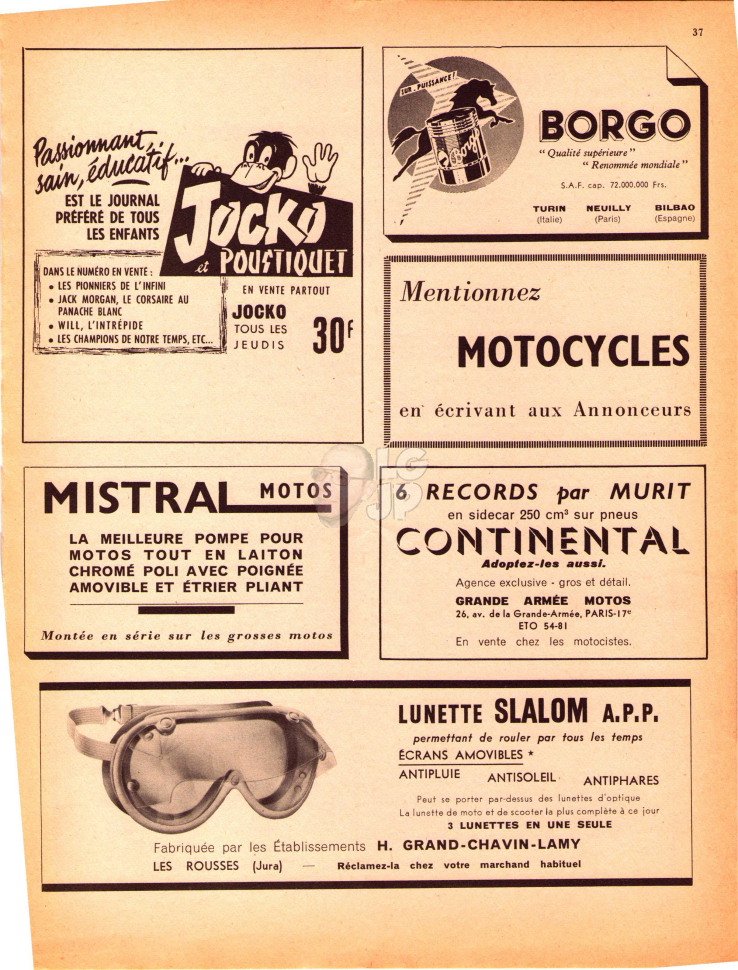 37
Passionnant,
sain, éducatif...
EST LE JOURNAL
PRÉFÉRÉ DE TOUS
LES ENFANTS
JOCKO
et POUSTIQUET
DANS LE NUMÉRO EN VENTE :
• LES PIONNIERS DE L'INFINI
• JACK MORGAN, LE CORSAIRE AU
PANACHE BLANC
• WILL, L'INTRÉPIDE
• LES CHAMPIONS DE NOTRE TEMPS, ETC...
EN VENTE PARTOUT
JOCKO
TOUS LES
JEUDIS
30F
SUR-PUISSANCE!
Borgo
BORGO
"Qualité supérieure"
"Renommée mondiale"
S.A.F. cap. 72.000.000 Frs.
TURIN NEUILLY BILBAO
(Italie) (Paris) (Espagne)
Mentionnez
MOTOCYCLES
en écrivant aux Annonceurs
MISTRAL MOTOS
LA MEILLEURE POMPE POUR
MOTOS TOUT EN LAITON
CHROMÉ POLI AVEC POIGNÉE
AMOVIBLE ET ÉTRIER PLIANT
Montée en série sur les grosses motos
IG
JP
6 RECORDS par MURIT
en sidecar 250 cm³ sur pneus
CONTINENTAL
Adoptez-les aussi.
Agence exclusive - gros et détail.
GRANDE ARMÉE MOTOS
26, av. de la Grande-Armée, PARIS-17e
ETO 54-81
En vente chez les motocistes.
LUNETTE SLALOM A.P.P.
permettant de rouler par tous les temps
ÉCRANS AMOVIBLES *
ANTIPLUIE ANTISOLEIL ANTIPHARES
Peut se porter par-dessus des lunettes d'optique
La lunette de moto et de scooter la plus complète à ce jour
3 LUNETTES EN UNE SEULE
Fabriquée par les Établissements H. GRAND-CHAVIN-LAMY
LES ROUSSES (Jura) — Réclamez-la chez votre marchand habituel